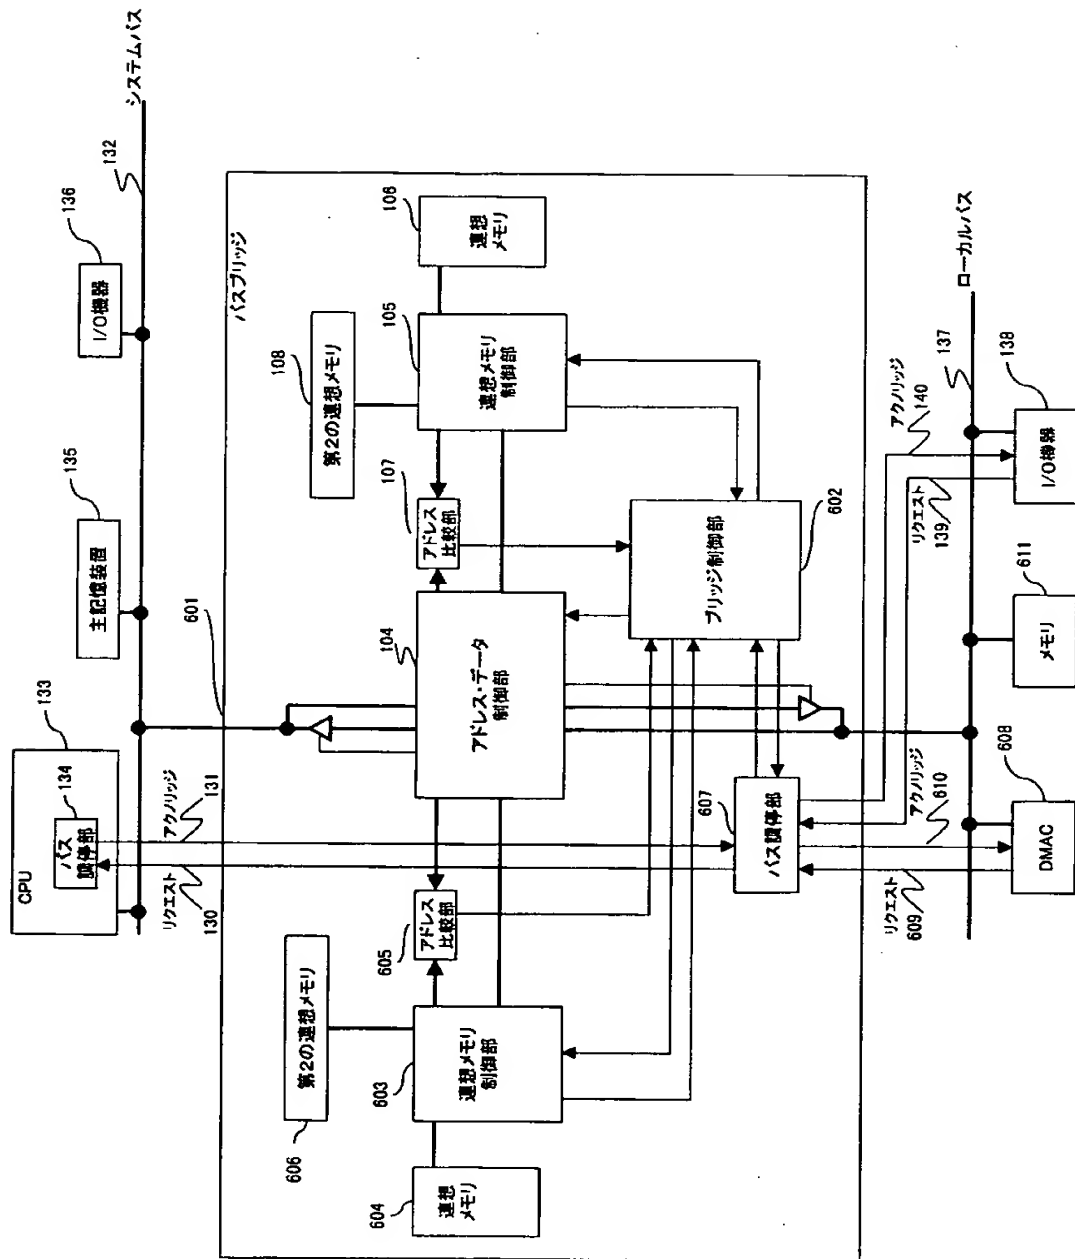 システムバス
132
136
I/O機器
135
主記憶装置
133
CPU
134
バス
調停部
アクノリッジ
131
リクエスト
130
601
バスブリッジ
106
連想
メモリ
105
連想メモリ
制御部
108
第2の連想メモリ
107
アドレス
比較部
104
アドレス・データ
制御部
602
ブリッジ制御部
605
アドレス
比較部
606
第2の連想メモリ
603
連想メモリ
制御部
604
連想
メモリ
607
バス調停部
ローカルバス
137
138
I/O機器
アクノリッジ
140
リクエスト
139
611
メモリ
608
DMAC
アクノリッジ
610
リクエスト
609